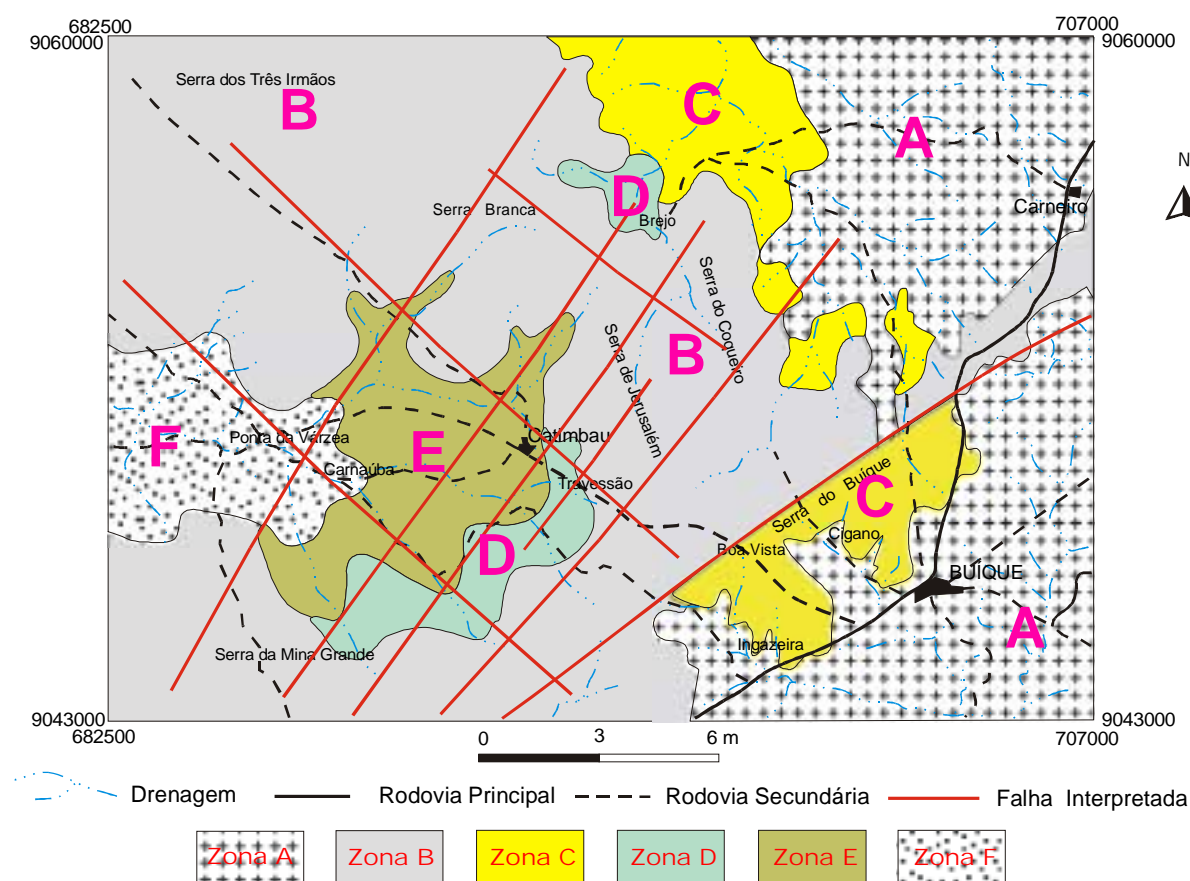 682500
707000
9060000
9060000
Serra dos Três Irmãos
B
C
A
N
D
Carneiro
Serra Branca
Brejo
Serra do Coqueiro
B
Serra de Jerusalém
Catimbau
Ponta da Várzea
F
E
Carnaúba
Travessão
Serra do Buíque
C
Cigano
D
Boa Vista
BUIQUE
A
Ingazeira
Serra da Mina Grande
9043000
9043000
682500
707000
0 3 6 m
Drenagem
Rodovia Principal
Rodovia Secundária
Falha Interpretada
Zona A
Zona B
Zona C
Zona D
Zona E
Zona F